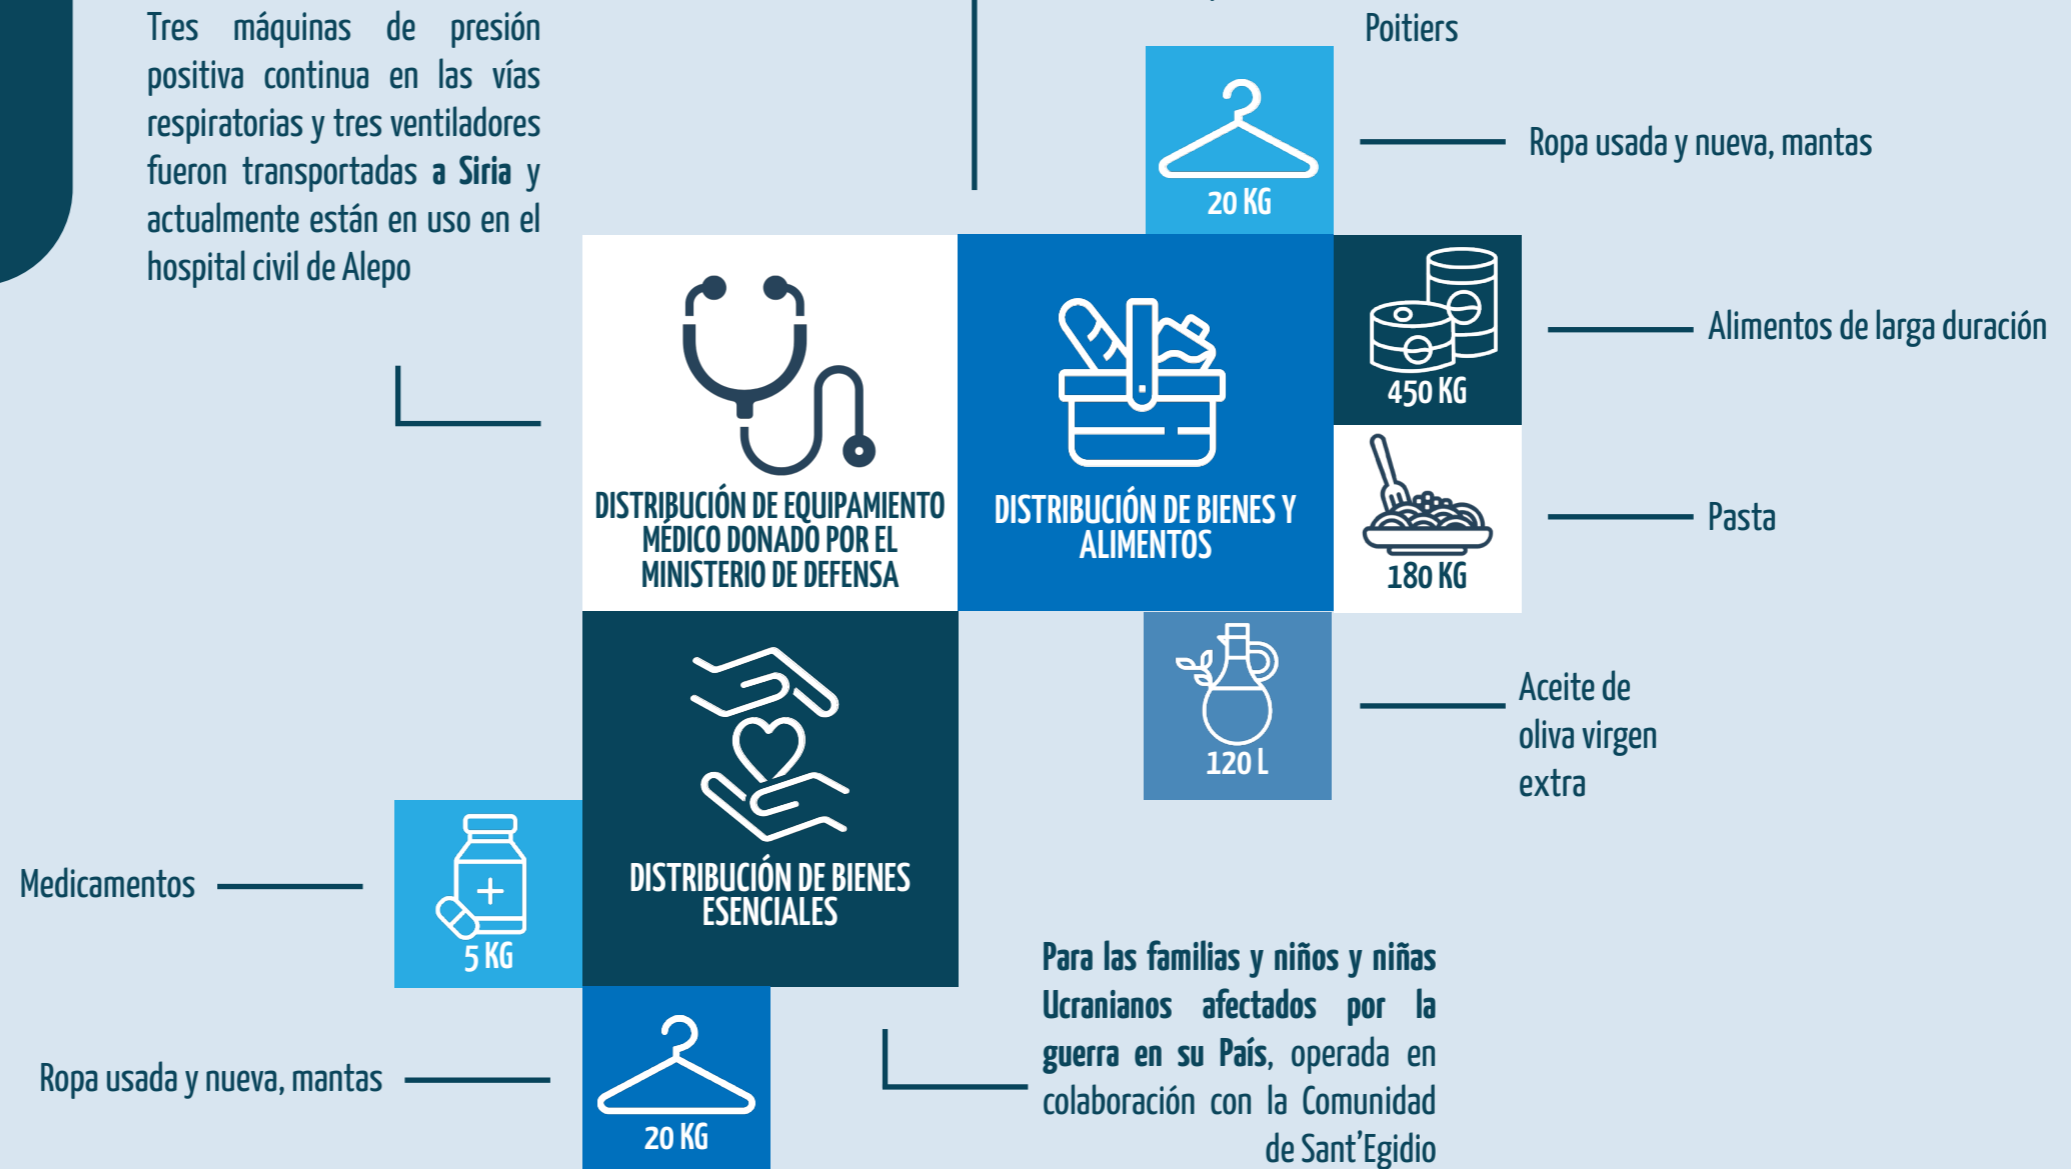 Tres máquinas de presión
positiva continua en las vías
respiratorias y tres ventiladores
fueron transportadas a Siria y
actualmente están en uso en el
hospital civil de Alepo
Poitiers
20 KG
Ropa usada y nueva, mantas
450 KG
Alimentos de larga duración
DISTRIBUCIÓN DE EQUIPAMIENTO
MÉDICO DONADO POR EL
MINISTERIO DE DEFENSA
DISTRIBUCIÓN DE BIENES Y
ALIMENTOS
180 KG
Pasta
120 L
Aceite de
oliva virgen
extra
DISTRIBUCIÓN DE BIENES
ESENCIALES
Medicamentos
5 KG
Ropa usada y nueva, mantas
20 KG
Para las familias y niños y niñas
Ucranianos afectados por la
guerra en su País, operada en
colaboración con la Comunidad
de Sant'Egidio